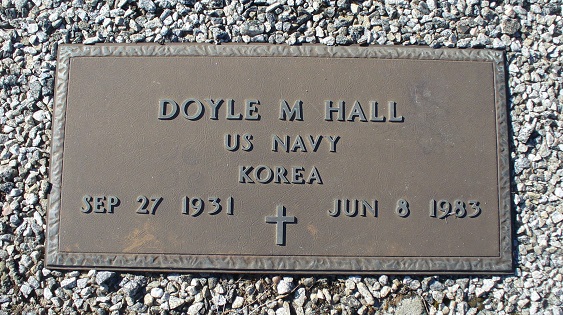 DOYLE M HALL
US NAVY
KOREA
SEP 27 1931 JUN 8 1983